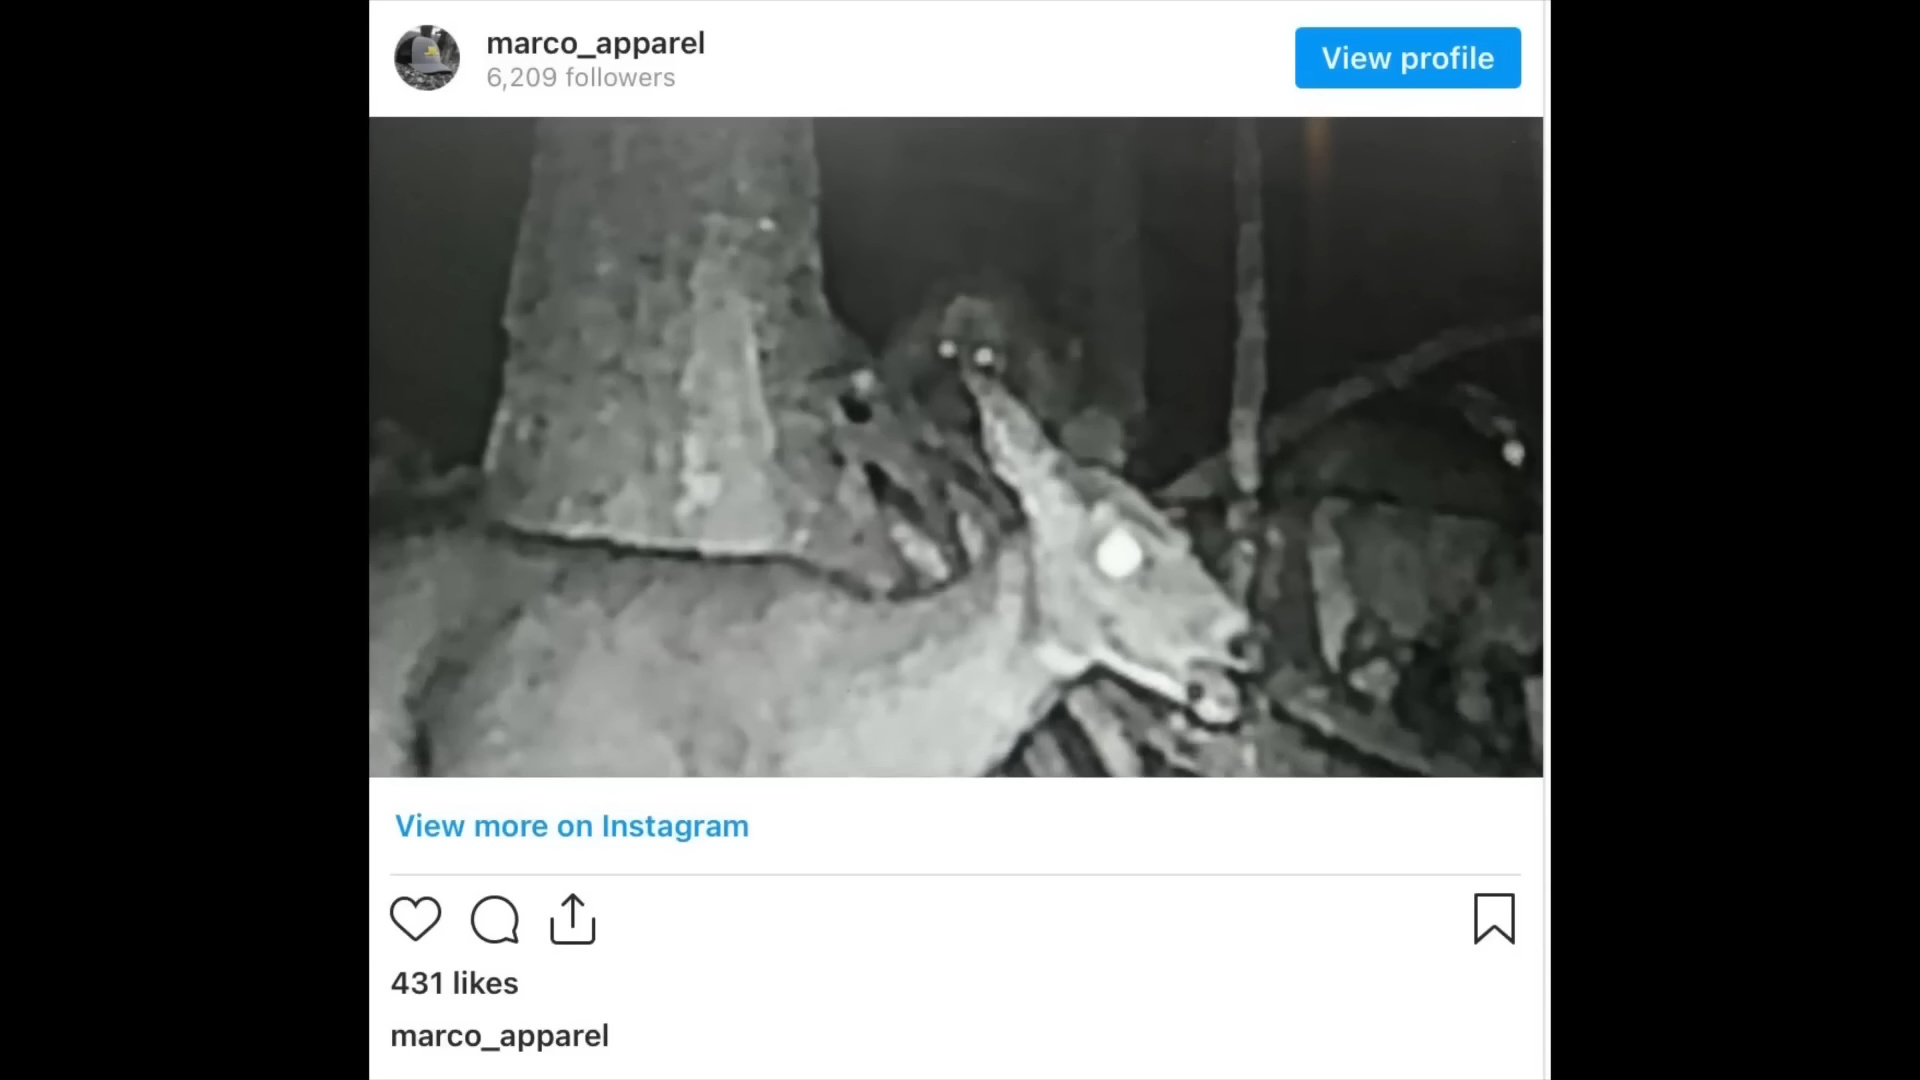 marco_apparel
6,209 followers
View profile
View more on Instagram
431 likes
marco_apparel